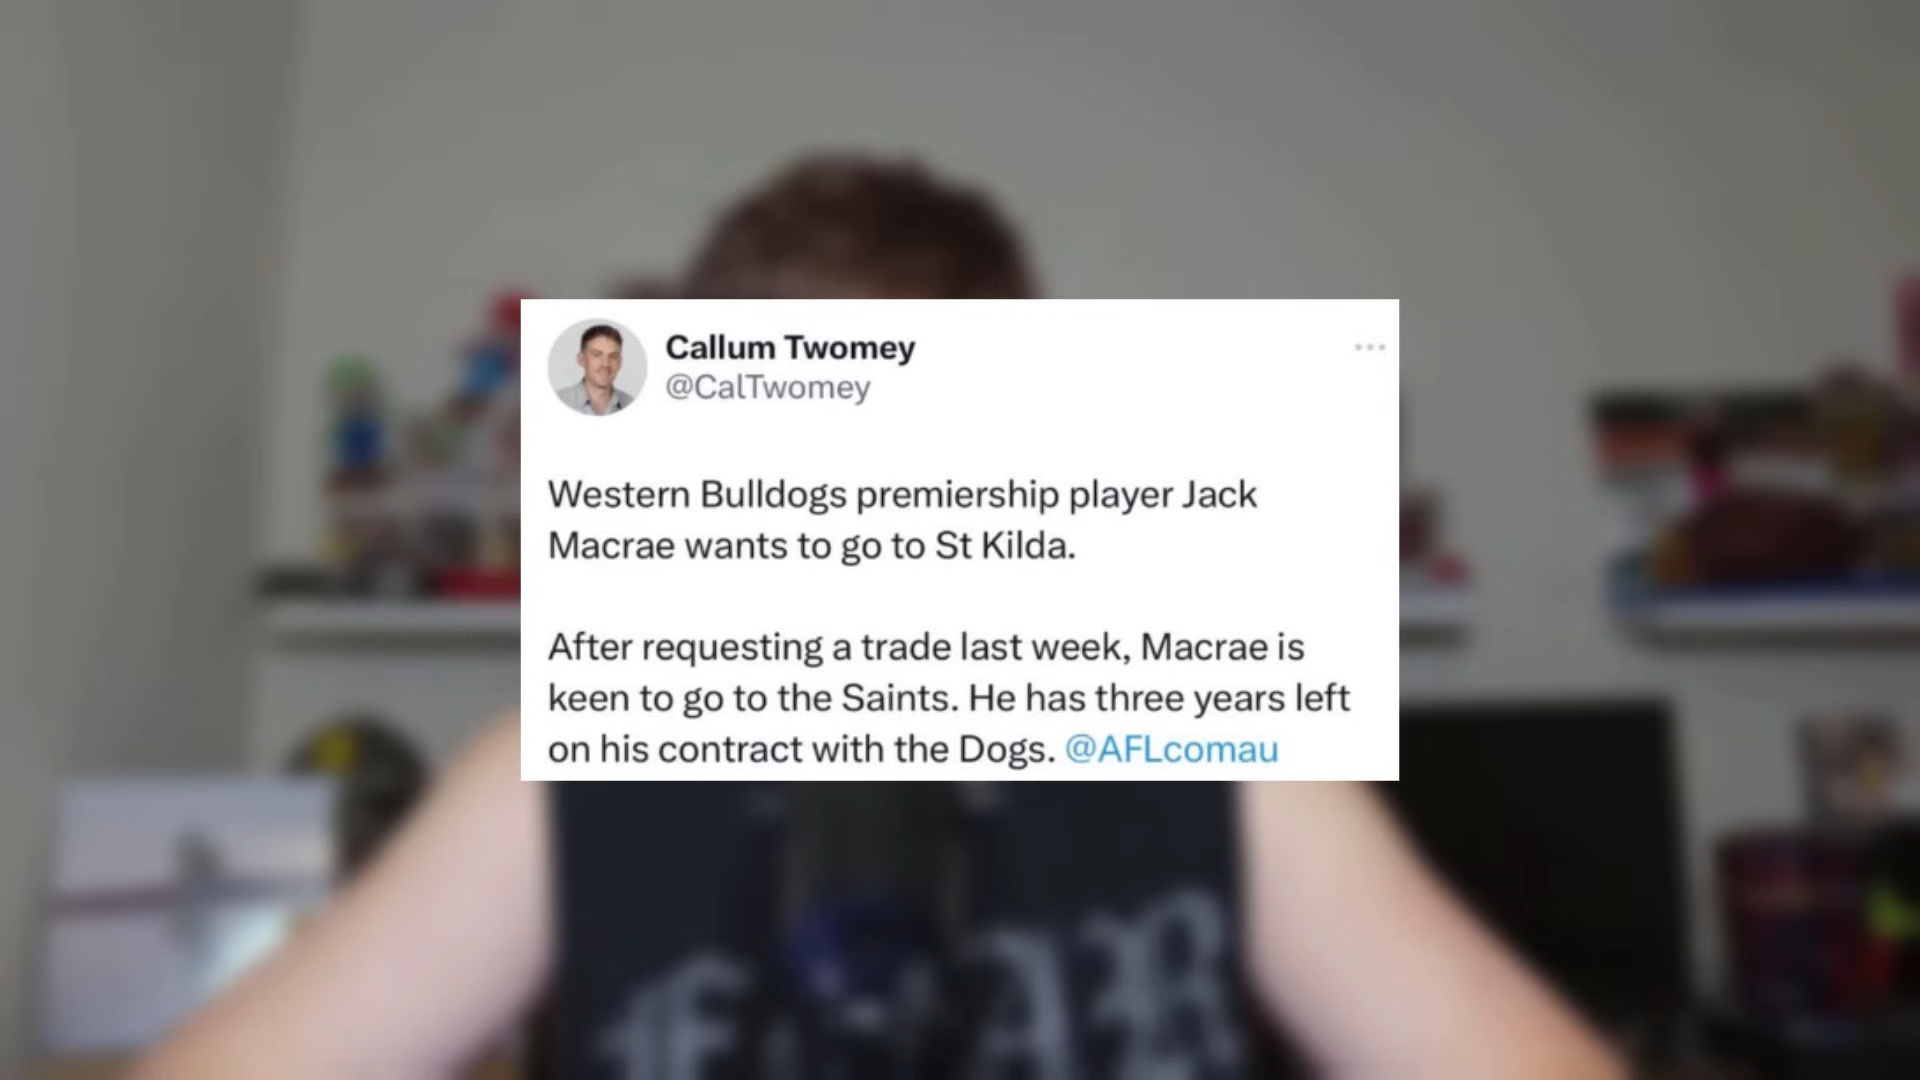 Callum Twomey
@CalTwomey
Western Bulldogs premiership player Jack
Macrae wants to go to St Kilda.
After requesting a trade last week, Macrae is
keen to go to the Saints. He has three years left
on his contract with the Dogs. @AFLcomau